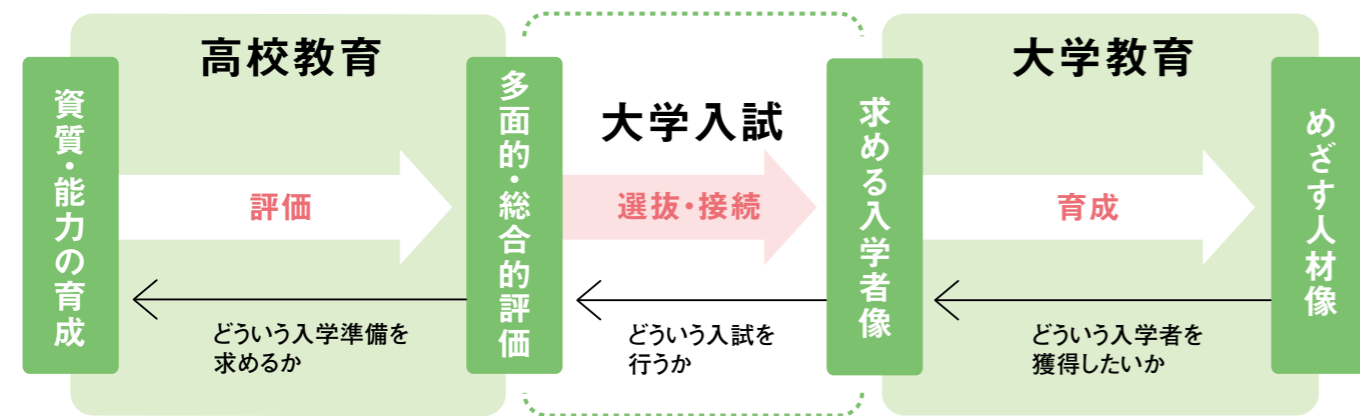 高校教育
大学入試
大学教育
資質・能力の育成
評価
多面的・総合的評価
選抜・接続
求める入学者像
育成
めざす人材像
どういう入学準備を
求めるか
どういう入試を
行うか
どういう入学者を
獲得したいか